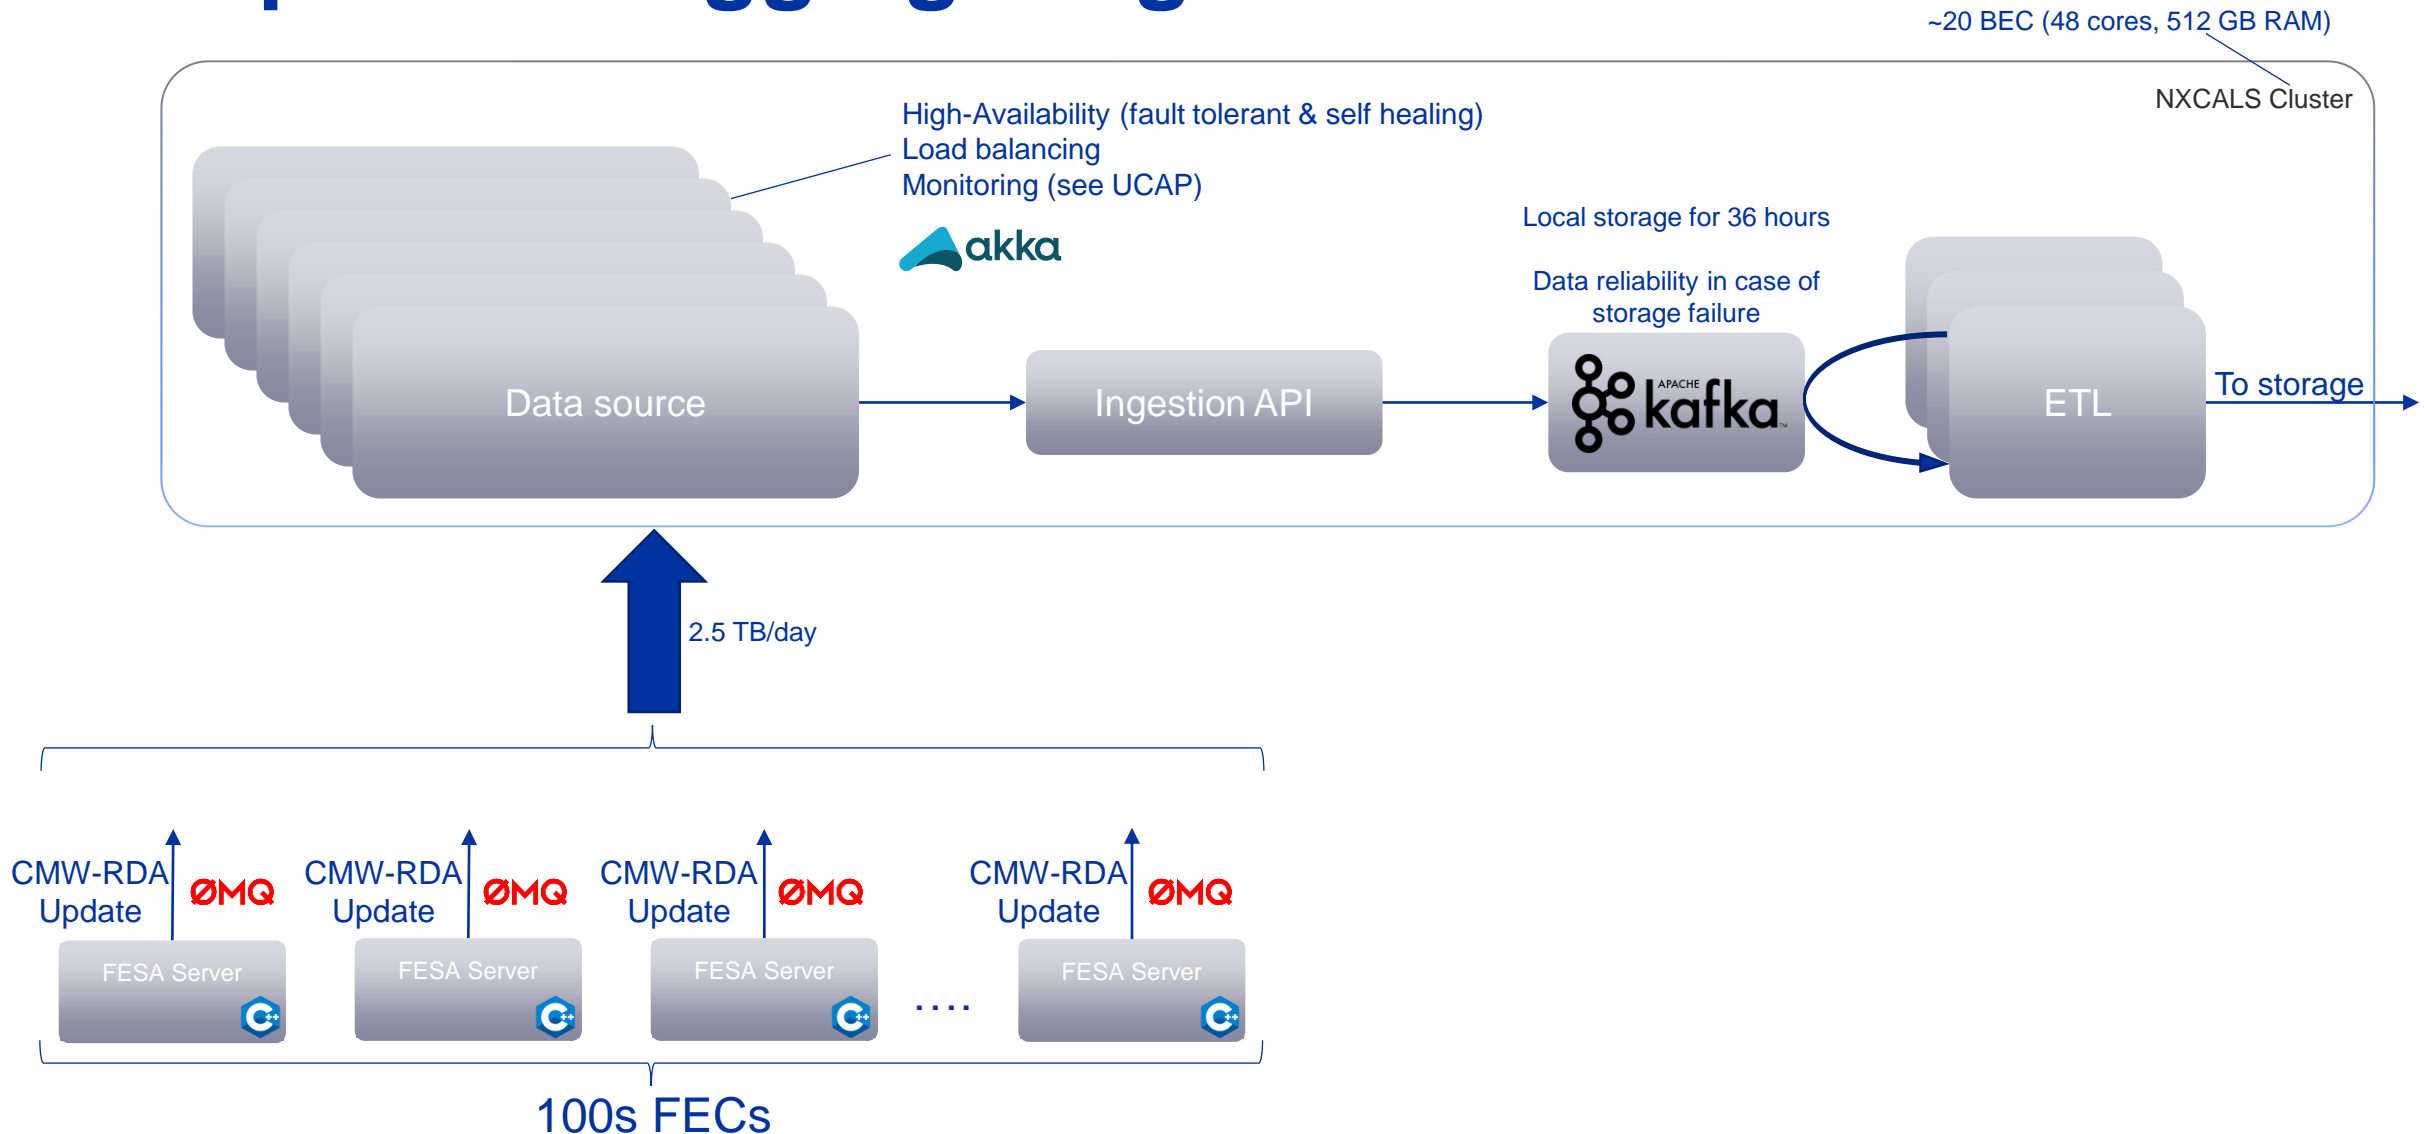 ~20 BEC (48 cores, 512 GB RAM)
NXCALS Cluster
High-Availability (fault tolerant & self healing)
Load balancing
Monitoring (see UCAP)
akka
Local storage for 36 hours
Data reliability in case of
storage failure
Data source
Ingestion API
APACHE
kafka
TM
ETL
To storage
2.5 TB/day
CMW-RDA
Update
ØMQ
CMW-RDA
Update
ØMQ
CMW-RDA
Update
ØMQ
CMW-RDA
Update
ØMQ
FESA Server
C++
FESA Server
C++
FESA Server
C++
....
FESA Server
C++
100s FECs